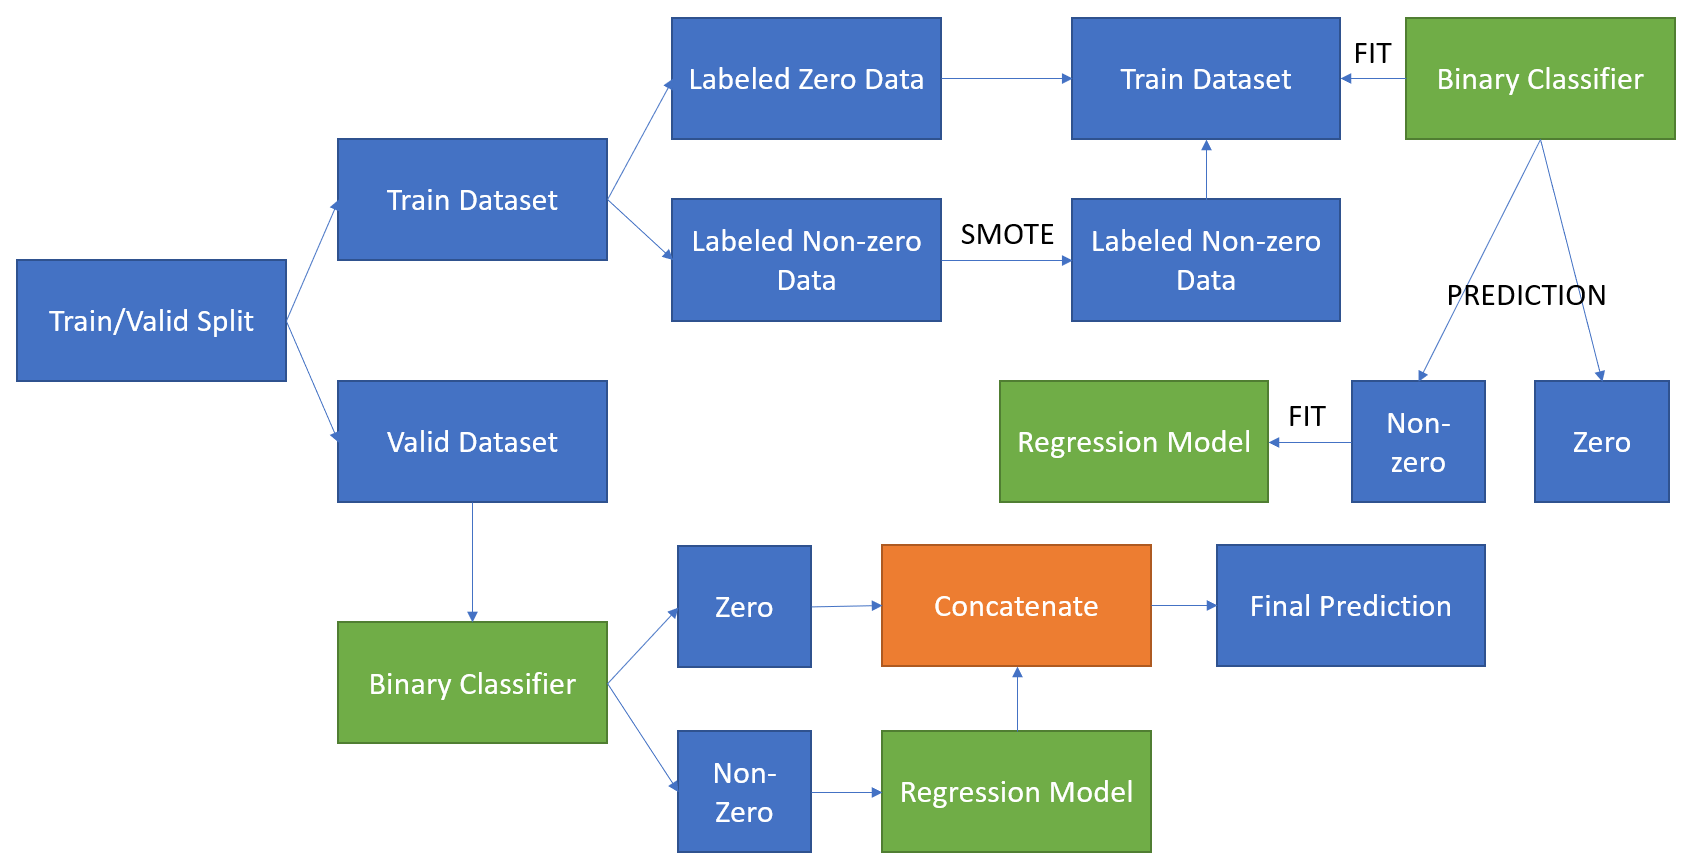 Labeled Zero Data
Train Dataset
FIT
Binary Classifier
Train Dataset
Labeled Non-zero
Data
SMOTE
Labeled Non-zero
Data
Train/Valid Split
PREDICTION
Valid Dataset
Regression Model
FIT
Non-
zero
Zero
Zero
Concatenate
Final Prediction
Binary Classifier
Non-
Zero
Regression Model